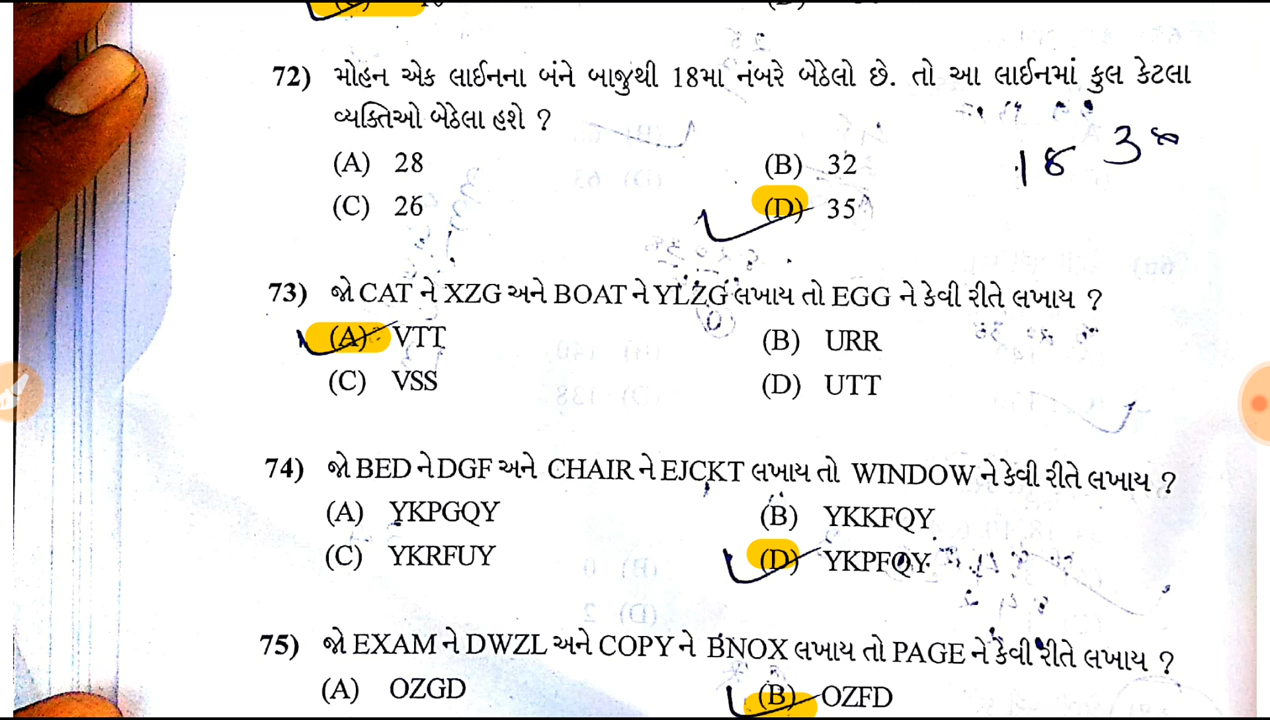 72) મોહન એક લાઈનના બંને બાજુથી 18મા નંબરે બેઠેલો છે. તો આ લાઈનમાં કુલ કેટલા
વ્યક્તિઓ બેઠેલા હશે ?
(A) 28 (B) 32
18
(C) 26 (D) 35
73) જો CAT ને XZG અને BOAT ને YLZG લખાય તો EGG ને કેવી રીતે લખાય ?
(A) VTT (B) URR
(C) VSS (D) UTT
74) જો BED ને DGF અને CHAIR ને EJCKT લખાય તો WINDOW ને કેવી રીતે લખાય ?
(A) YKPGQY (B) YKKFQY
(C) YKRFUY (D) YKPFQY
75) જો EXAM ને DWZL અને COPY ને BNOX લખાય તો PAGE ને કેવી રીતે લખાય ?
(A) OZGD (B) OZFD